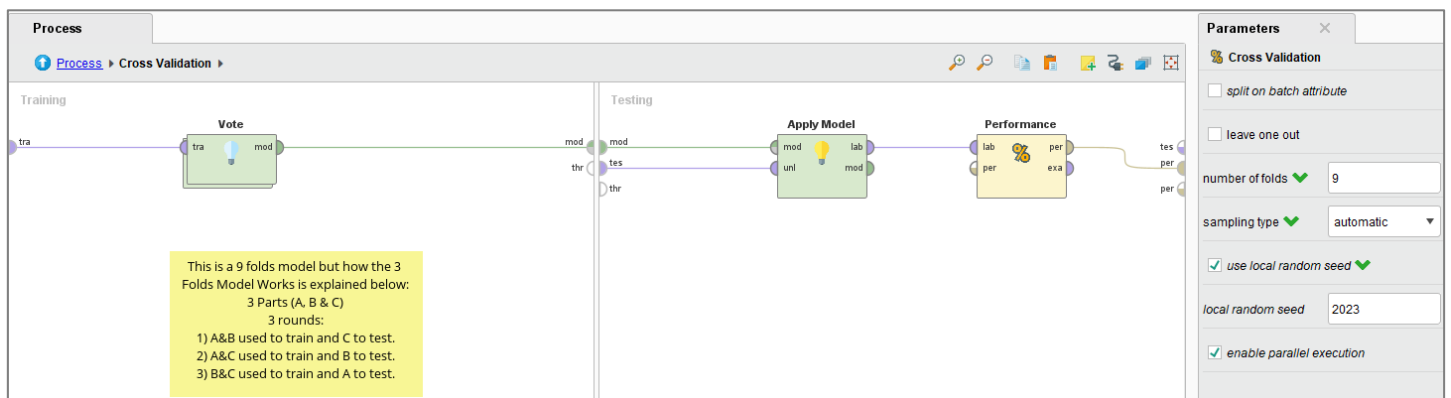 Process
Process ▸ Cross Validation ▸
Training
Vote
tra
tra
mod
mod
thr
This is a 9 folds model but how the 3
Folds Model Works is explained below:
3 Parts (A, B & C)
3 rounds:
1) A&B used to train and C to test.
2) A&C used to train and B to test.
3) B&C used to train and A to test.
Testing
mod
tes
thr
Apply Model
mod
lab
unl
mod
Performance
lab
per
per
exa
tes
per
per
Parameters
Cross Validation
split on batch attribute
leave one out
number of folds 9
sampling type automatic
use local random seed
local random seed 2023
enable parallel execution